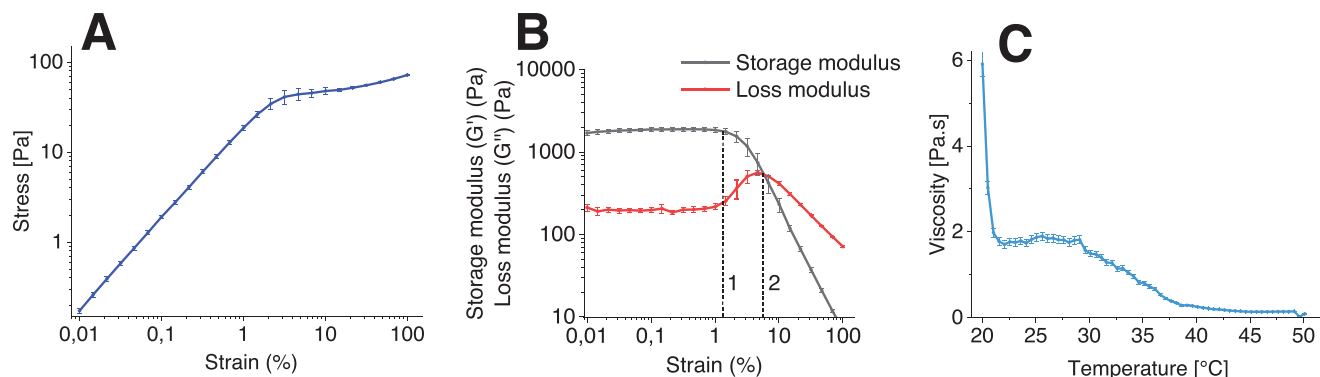 A
Stress [Pa]
100
10
1
0,01
0,1
1
10
100
Strain (%)
B
Storage modulus
Loss modulus
Storage modulus (G') (Pa)
Loss modulus (G'') (Pa)
10000
1000
100
10
1
2
0,01
0,1
1
10
100
Strain (%)
C
Viscosity [Pa.s]
6
4
2
0
20
25
30
35
40
45
50
Temperature [°C]